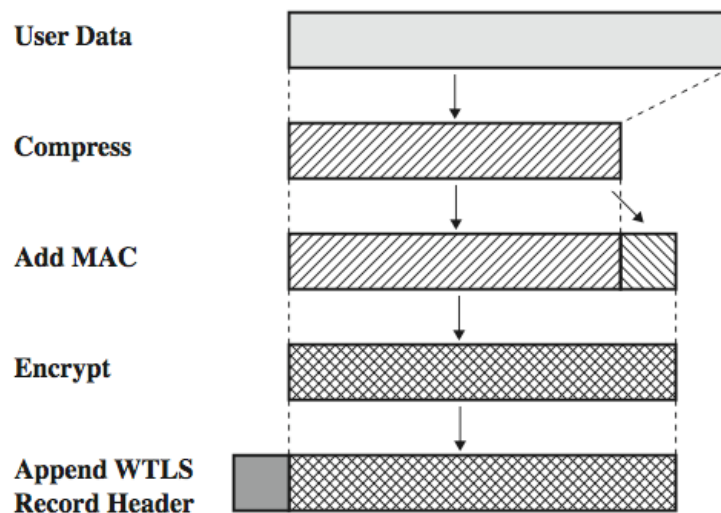 User Data
Compress
Add MAC
Encrypt
Append WTLS
Record Header